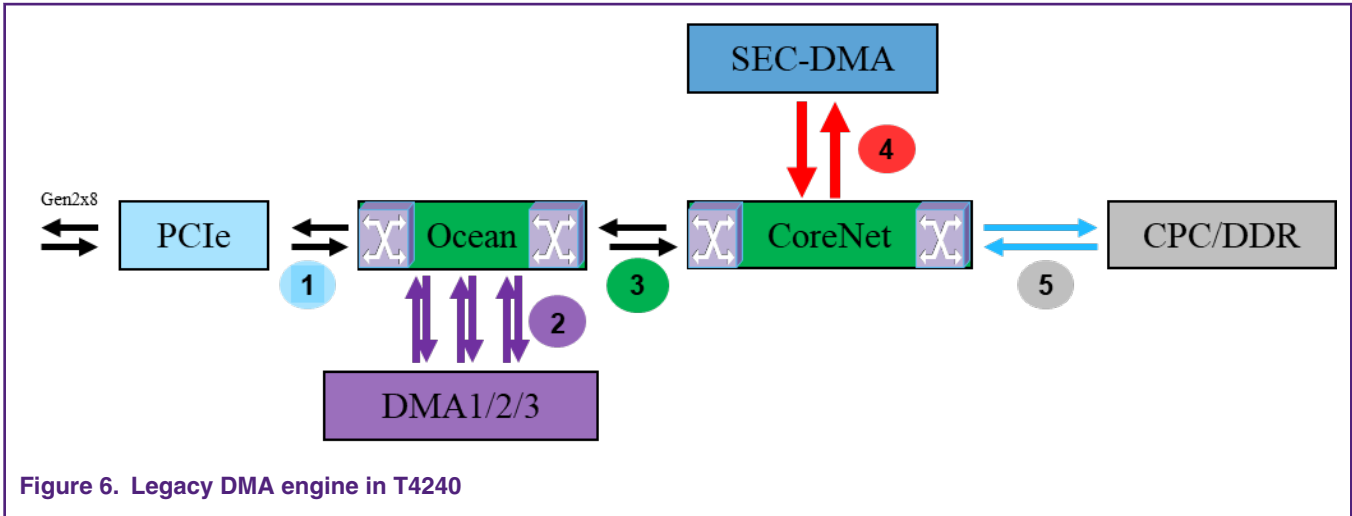 SEC-DMA
4
Gen2x8
PCIe
Ocean
CoreNet
CPC/DDR
1
3
5
2
DMA1/2/3
Figure 6. Legacy DMA engine in T4240